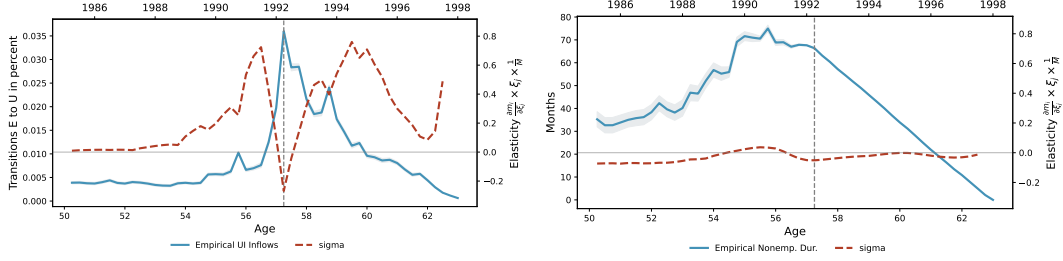 1986 1988 1990 1992 1994 1996 1998
0.035
0.030
0.025
0.020
0.015
0.010
0.005
0.000
Transitions E to U in percent
0.8
0.6
0.4
0.2
0.0
−0.2
Elasticity ∂m_i/∂ξ_j × ξ_j × 1/M
50 52 54 56 58 60 62
Age
Empirical UI Inflows sigma
1986 1988 1990 1992 1994 1996 1998
80
70
60
50
40
30
20
10
0
Months
0.8
0.6
0.4
0.2
0.0
−0.2
Elasticity ∂m_i/∂ξ_j × ξ_j × 1/M
50 52 54 56 58 60 62
Age
Empirical Nonemp. Dur. sigma